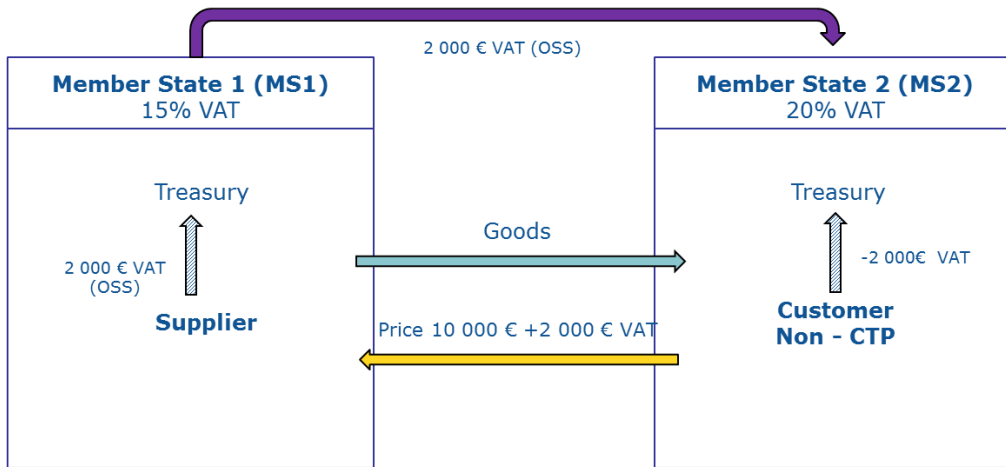 2 000 € VAT (OSS)
Member State 1 (MS1)
15% VAT
Member State 2 (MS2)
20% VAT
Treasury
2 000 € VAT
(OSS)
Supplier
Goods
Price 10 000 € +2 000 € VAT
Treasury
-2 000€ VAT
Customer
Non - CTP